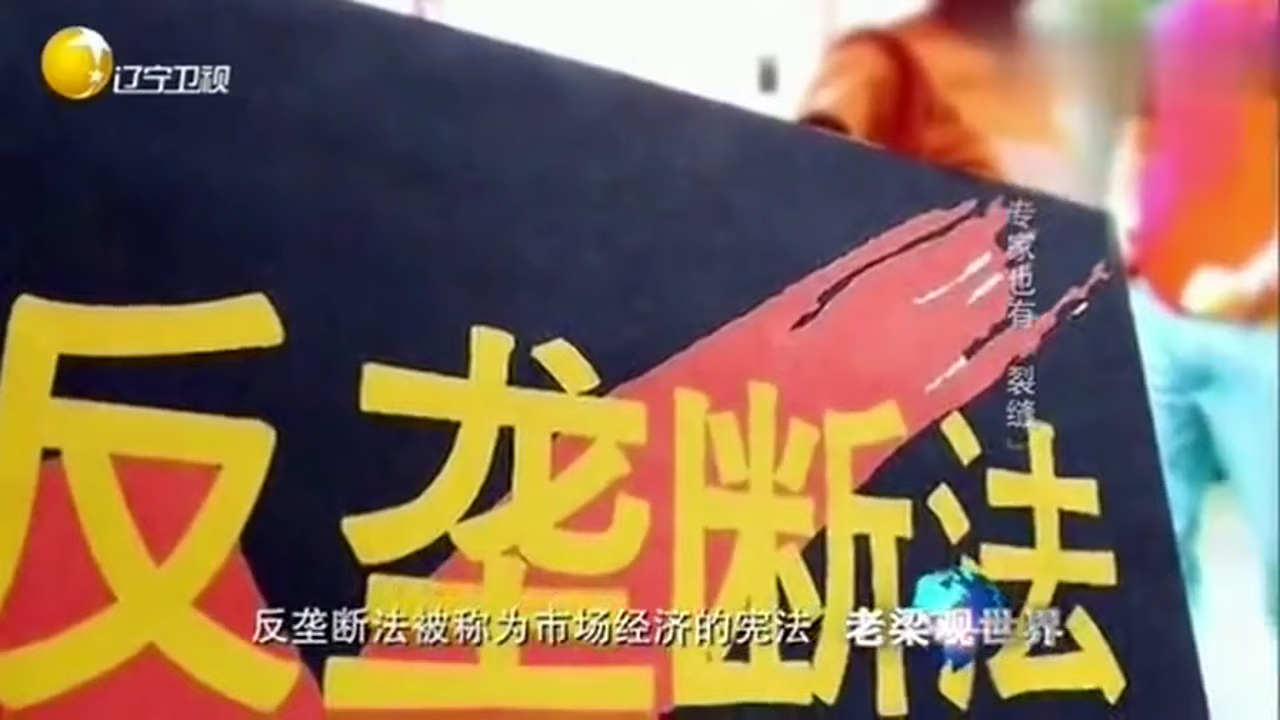 辽宁卫视
专家也有「裂缝」
反垄断法
反垄断法被称为市场经济的宪法
老梁观世界